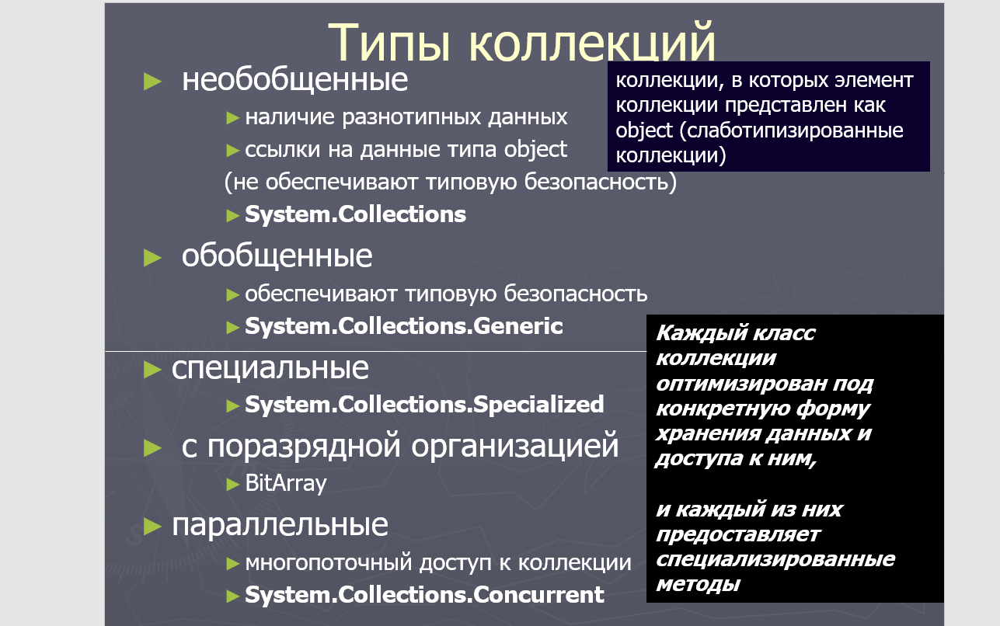 Типы коллекций
► необобщенные
►наличие разнотипных данных
►ссылки на данные типа object
(не обеспечивают типовую безопасность)
►System.Collections
коллекции, в которых элемент
коллекции представлен как
object (слаботипизированные
коллекции)
► обобщенные
►обеспечивают типовую безопасность
►System.Collections.Generic
►специальные
►System.Collections.Specialized
► с поразрядной организацией
►BitArray
►параллельные
►многопоточный доступ к коллекции
►System.Collections.Concurrent
Каждый класс
коллекции
оптимизирован под
конкретную форму
хранения данных и
доступа к ним,
и каждый из них
предоставляет
специализированные
методы